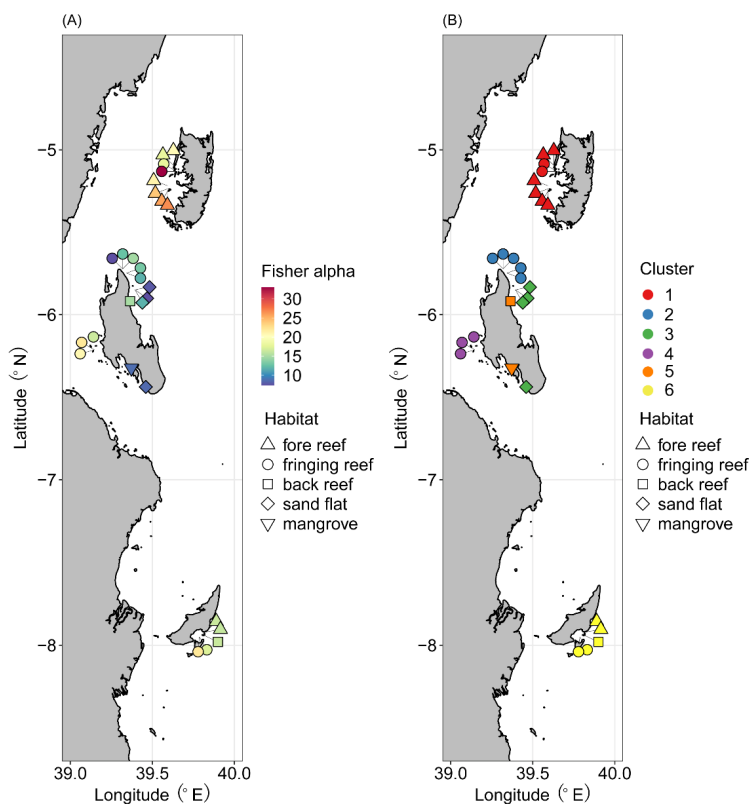 (A)
(B)
−5
−6
−7
−8
Latitude (°N)
39.0
39.5
40.0
Longitude (°E)
Fisher alpha
30
25
20
15
10
Habitat
fore reef
fringing reef
back reef
sand flat
mangrove
−5
−6
−7
−8
Latitude (°N)
39.0
39.5
40.0
Longitude (°E)
Cluster
1
2
3
4
5
6
Habitat
fore reef
fringing reef
back reef
sand flat
mangrove